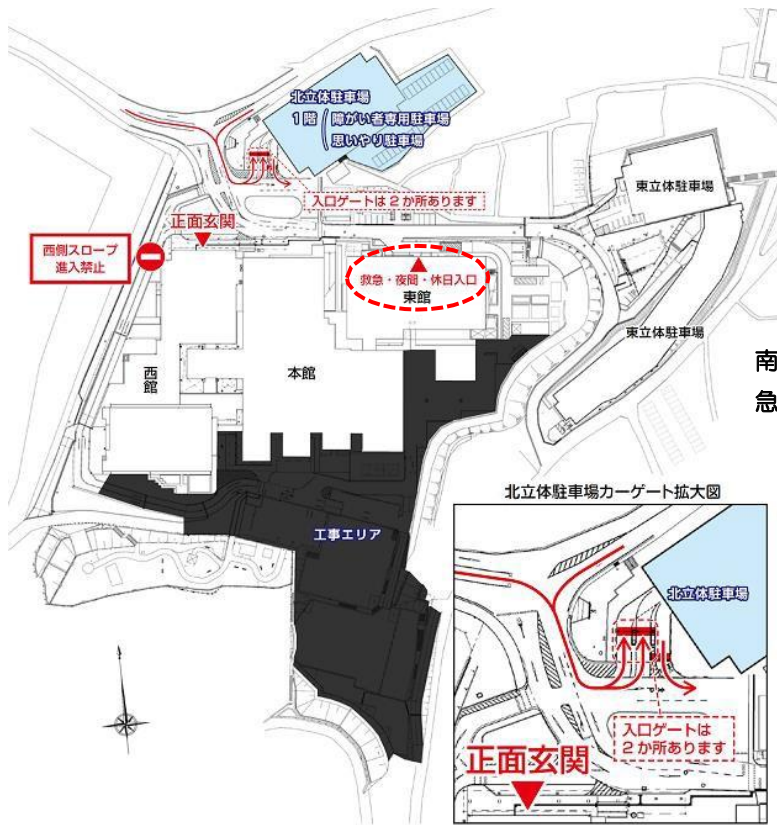 北立体駐車場
1階 ( 障がい者専用駐車場
思いやり駐車場
入口ゲートは2か所あります
東立体駐車場
正面玄関
西側スロープ
進入禁止
救急・夜間・休日入口
東館
東立体駐車場
西館
本館
南
急
工事エリア
北立体駐車場カーゲート拡大図
北立体駐車場
入口ゲートは
2か所あります
正面玄関